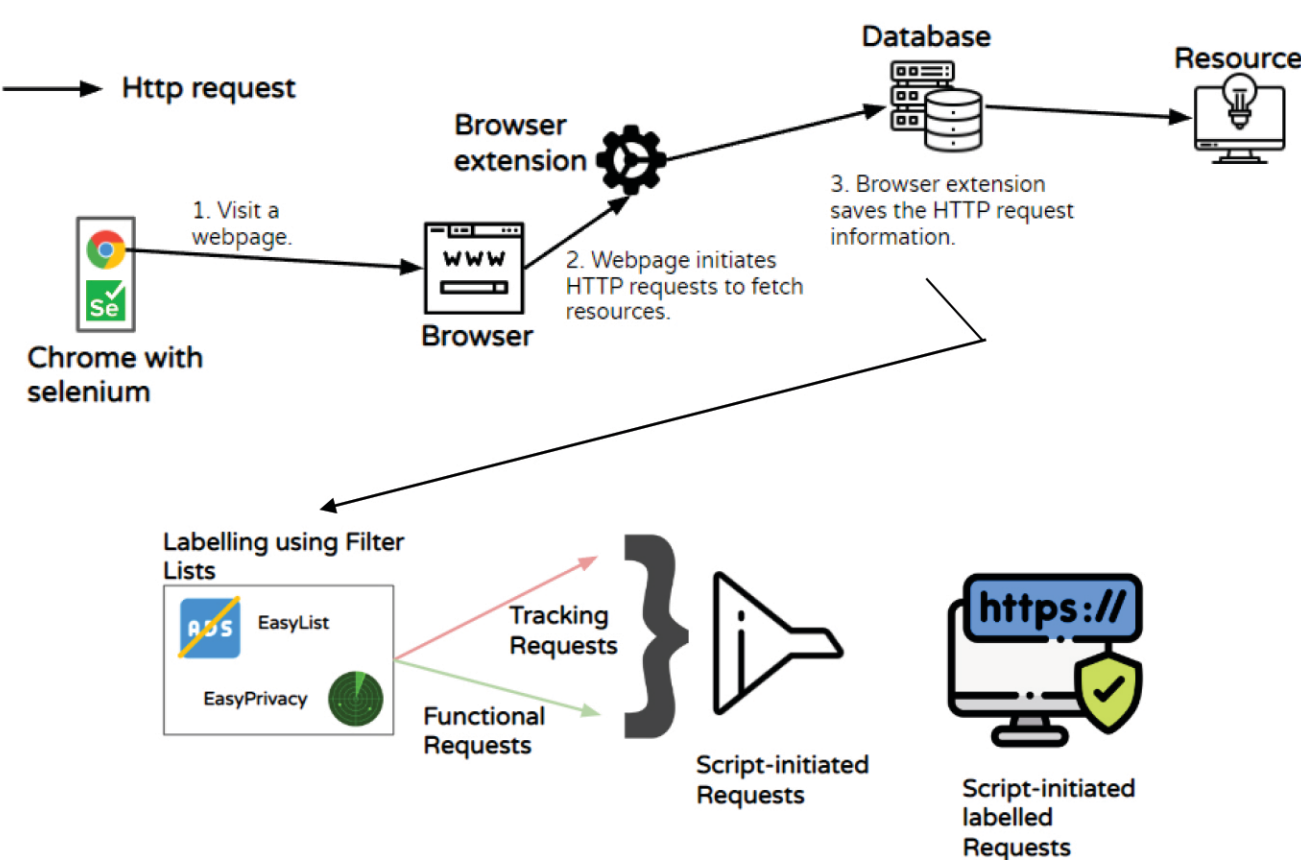 Database
Resource
Http request
Browser
extension
1. Visit a
webpage.
3. Browser extension
saves the HTTP request
information.
WWW
2. Webpage initiates
HTTP requests to fetch
resources.
Se
Browser
Chrome with
selenium
Labelling using Filter
Lists
ADS
EasyList
EasyPrivacy
Tracking
Requests
Functional
Requests
https://
Script-initiated
Requests
Script-initiated
labelled
Requests